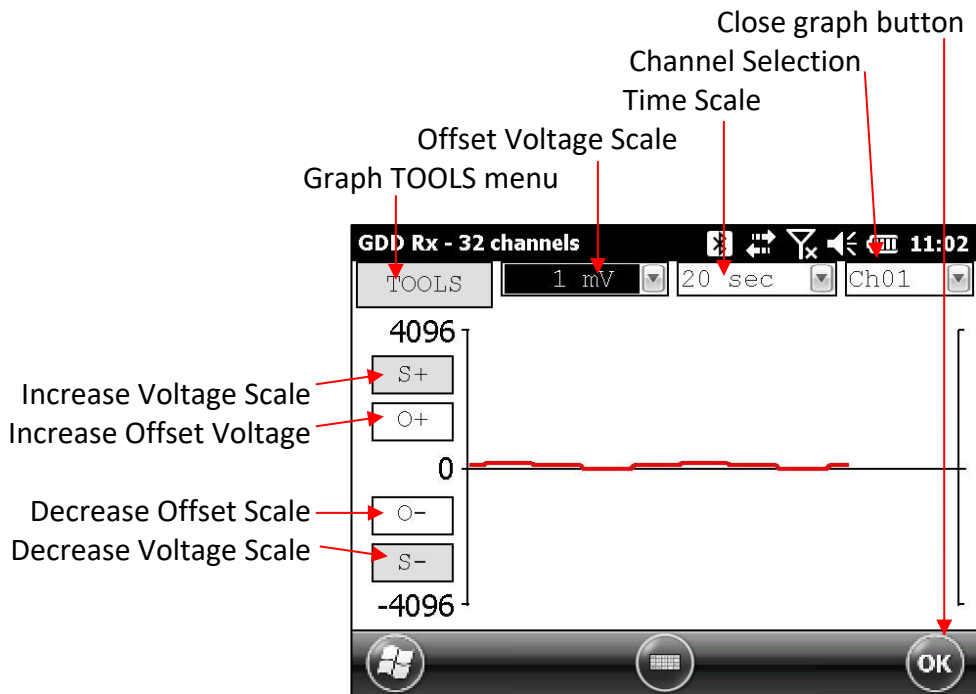 Close graph button
Channel Selection
Time Scale
Offset Voltage Scale
Graph TOOLS menu
GDD Rx - 32 channels 11:02
TOOLS 1 mV 20 sec Ch01
4096
Increase Voltage Scale S+
Increase Offset Voltage O+
0
Decrease Offset Scale O-
Decrease Voltage Scale S-
-4096
OK